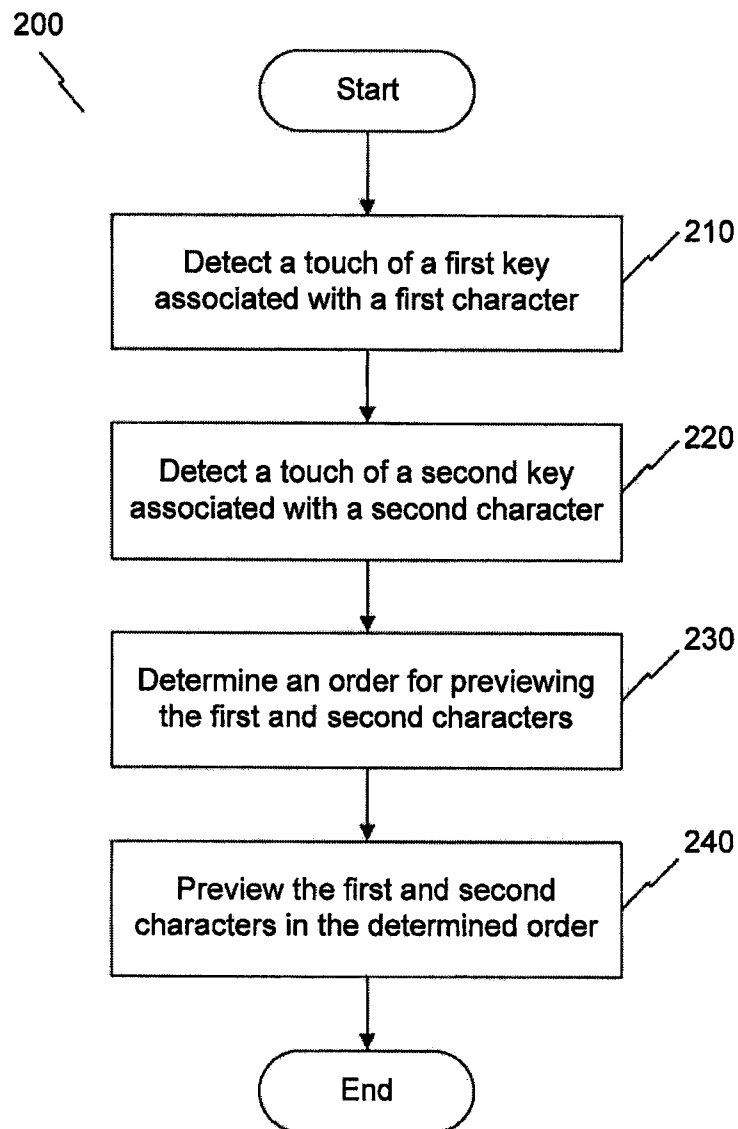 200
Start
210
Detect a touch of a first key
associated with a first character
220
Detect a touch of a second key
associated with a second character
230
Determine an order for previewing
the first and second characters
240
Preview the first and second
characters in the determined order
End